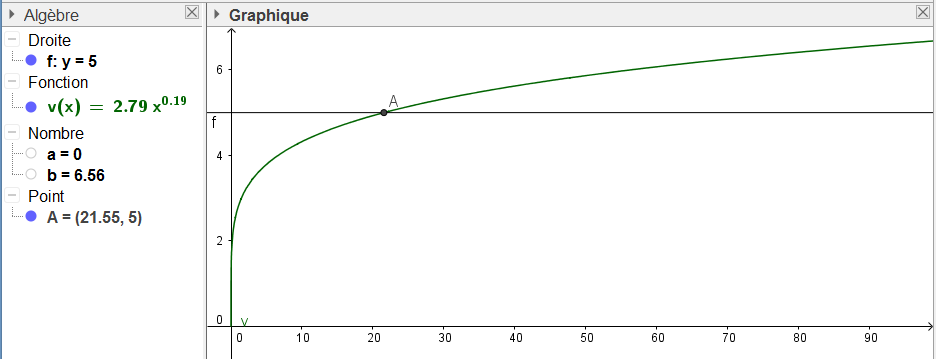 Algèbre
Droite
f: y = 5
Fonction
v(x) = 2.79 x^0.19
Nombre
a = 0
b = 6.56
Point
A = (21.55, 5)
Graphique
6
A
f
4
2
0
v
0 10 20 30 40 50 60 70 80 90